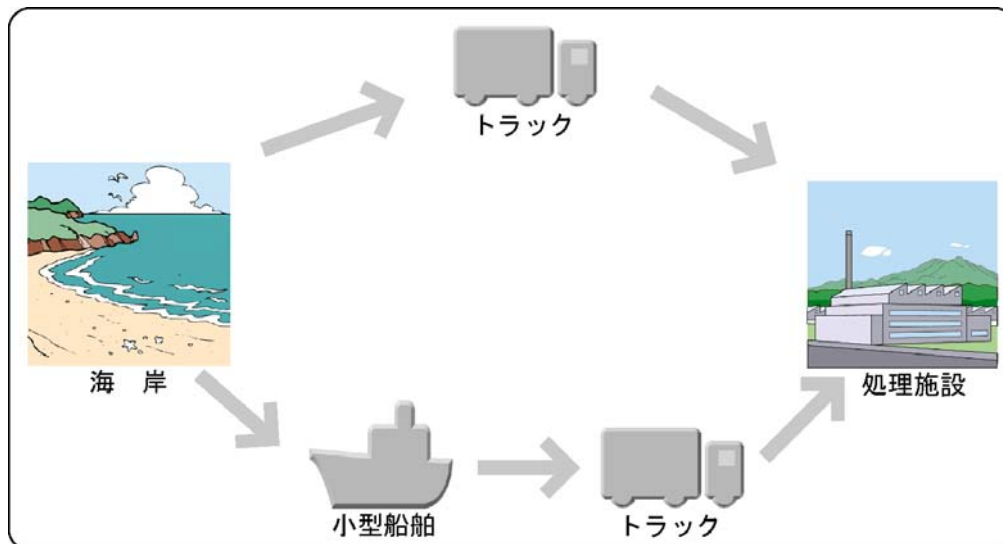 トラック
海 岸
処理施設
小型船舶
トラック